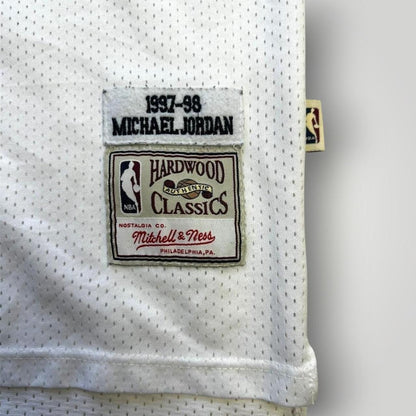 1997-98
MICHAEL JORDAN
HARDWOOD
AUTHENTIC
CLASSICS
NBA
NOSTALGIA CO.
Mitchell & Ness
PHILADELPHIA, PA.